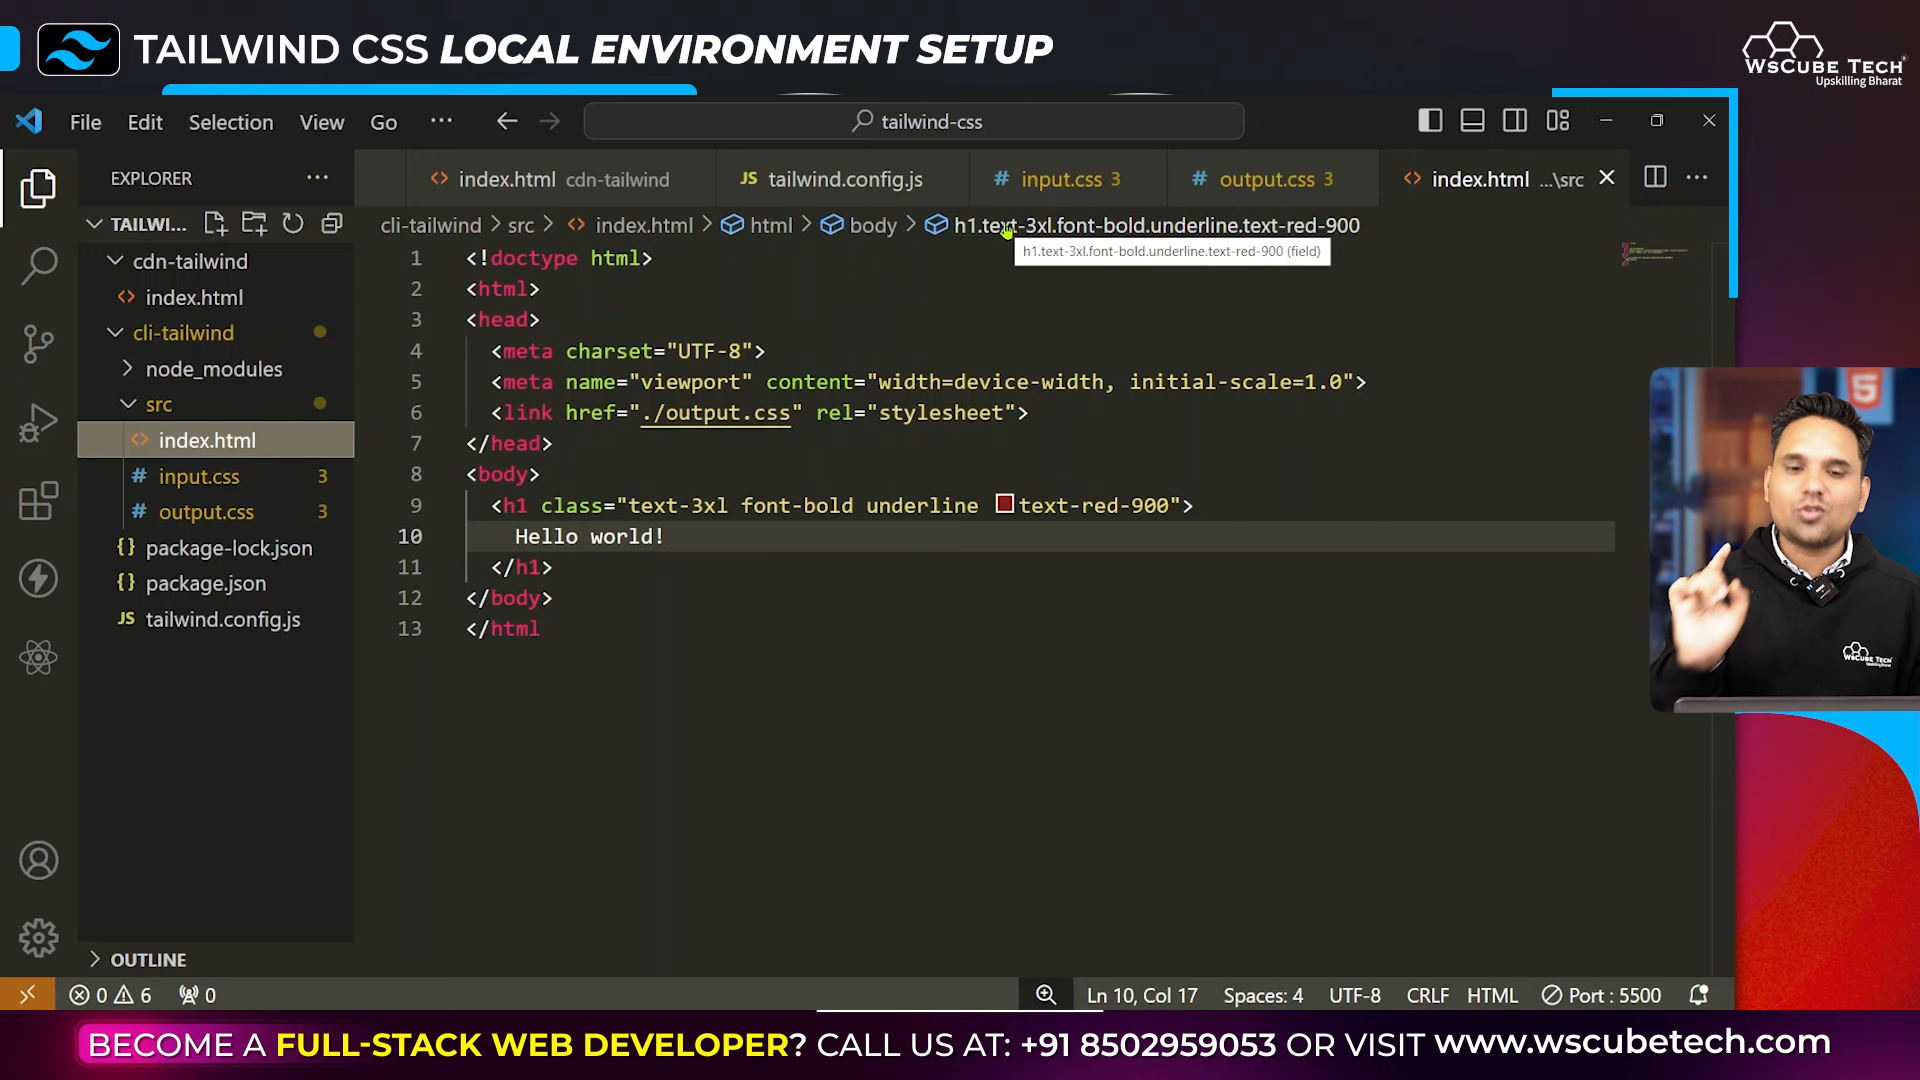 TAILWIND CSS LOCAL ENVIRONMENT SETUP
WsCube Tech
Upskilling Bharat
File Edit Selection View Go ··· tailwind-css
EXPLORER ···
index.html cdn-tailwind
JS tailwind.config.js
# input.css 3
# output.css 3
index.html ...\src
TAILWI...
cli-tailwind > src > index.html > html > body > h1.text-3xl.font-bold.underline.text-red-900
h1.text-3xl.font-bold.underline.text-red-900 (field)
cdn-tailwind
index.html
cli-tailwind
node_modules
src
index.html
# input.css 3
# output.css 3
{} package-lock.json
{} package.json
JS tailwind.config.js
OUTLINE
1 <!doctype html>
2 <html>
3 <head>
4 <meta charset="UTF-8">
5 <meta name="viewport" content="width=device-width, initial-scale=1.0">
6 <link href="./output.css" rel="stylesheet">
7 </head>
8 <body>
9 <h1 class="text-3xl font-bold underline text-red-900">
10 Hello world!
11 </h1>
12 </body>
13 </html
5
WsCube Tech
0 6 0 Ln 10, Col 17 Spaces: 4 UTF-8 CRLF HTML Port : 5500
BECOME A FULL-STACK WEB DEVELOPER? CALL US AT: +91 8502959053 OR VISIT www.wscubetech.com